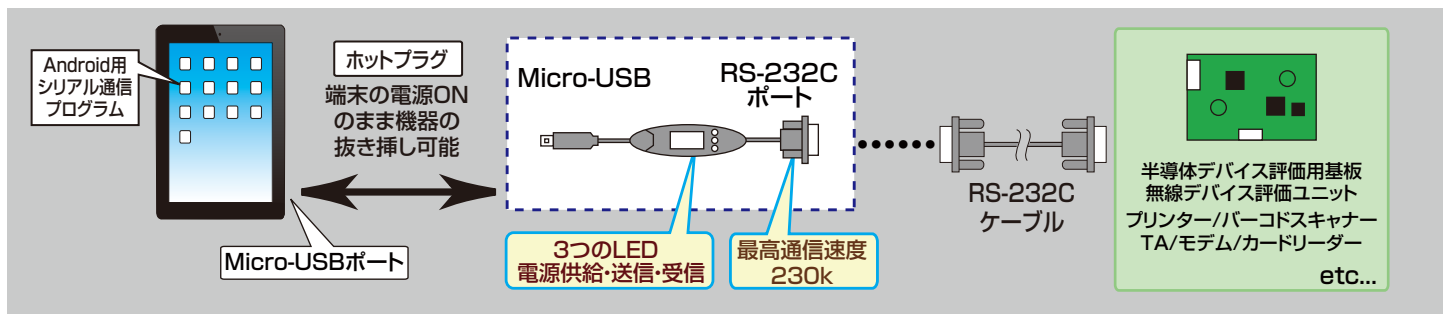 Android用
シリアル通信
プログラム
ホットプラグ
端末の電源ON
のまま機器の
抜き挿し可能
Micro-USBポート
Micro-USB
RS-232C
ポート
3つのLED
電源供給・送信・受信
最高通信速度
230k
RS-232C
ケーブル
半導体デバイス評価用基板
無線デバイス評価ユニット
プリンター/バーコードスキャナー
TA/モデム/カードリーダー
etc...